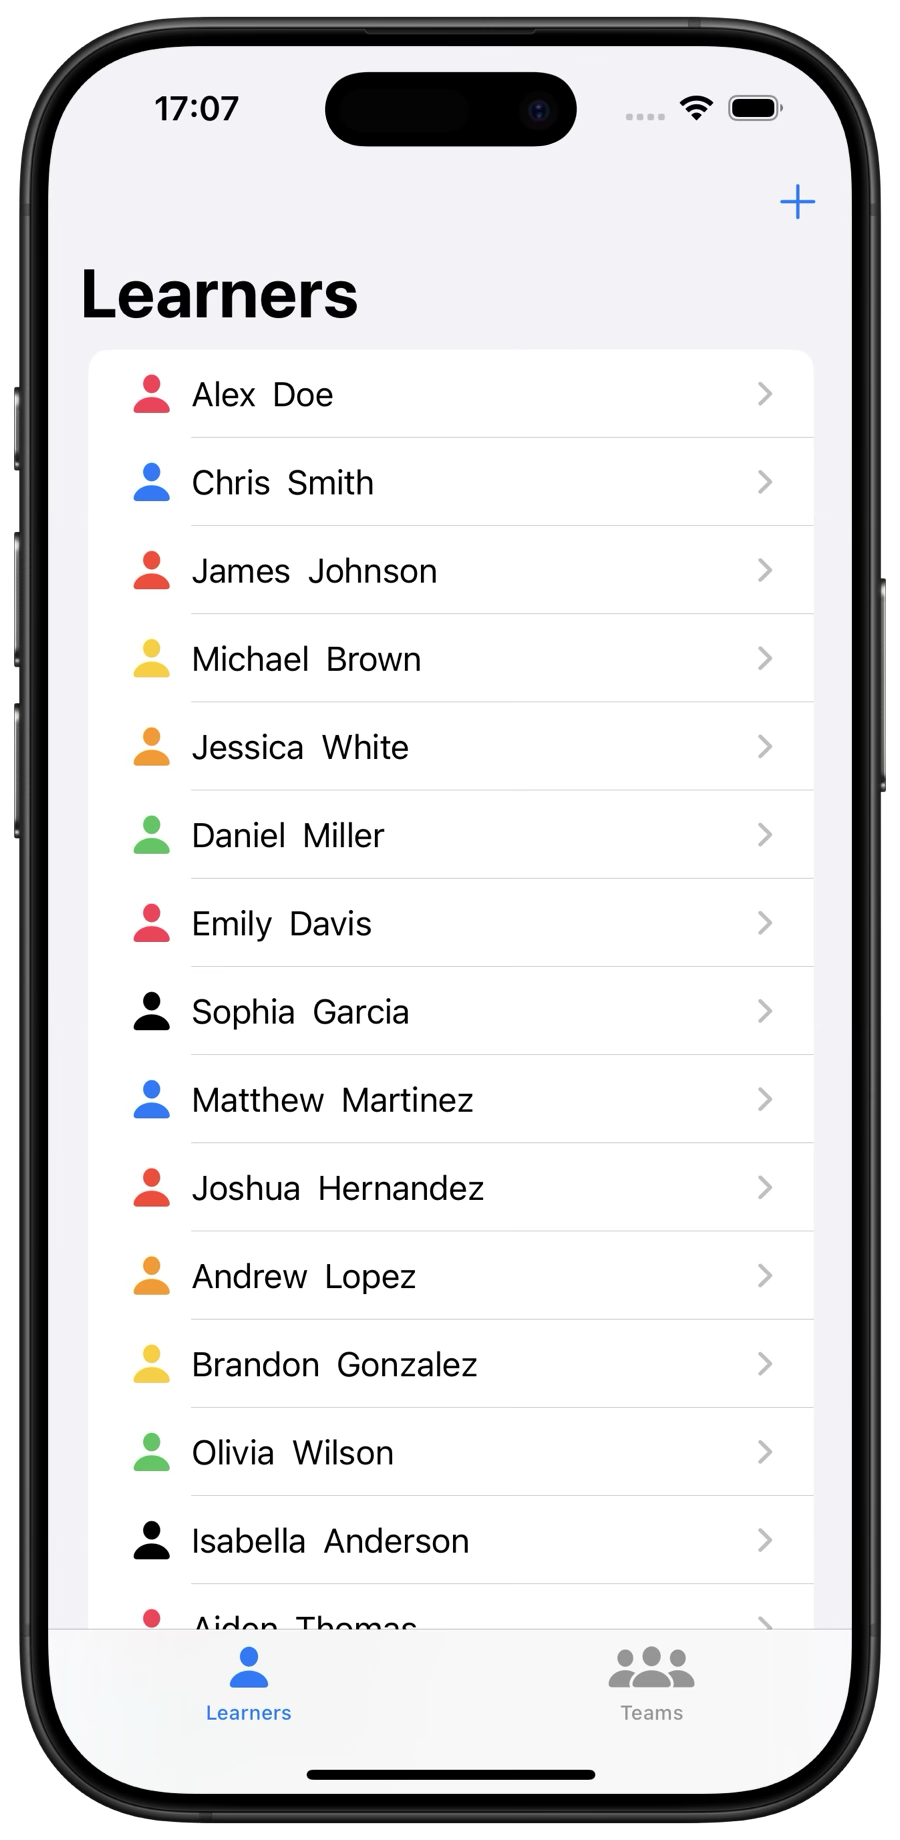 17:07
Learners
Alex Doe
Chris Smith
James Johnson
Michael Brown
Jessica White
Daniel Miller
Emily Davis
Sophia Garcia
Matthew Martinez
Joshua Hernandez
Andrew Lopez
Brandon Gonzalez
Olivia Wilson
Isabella Anderson
Aiden Thomas
Learners
Teams